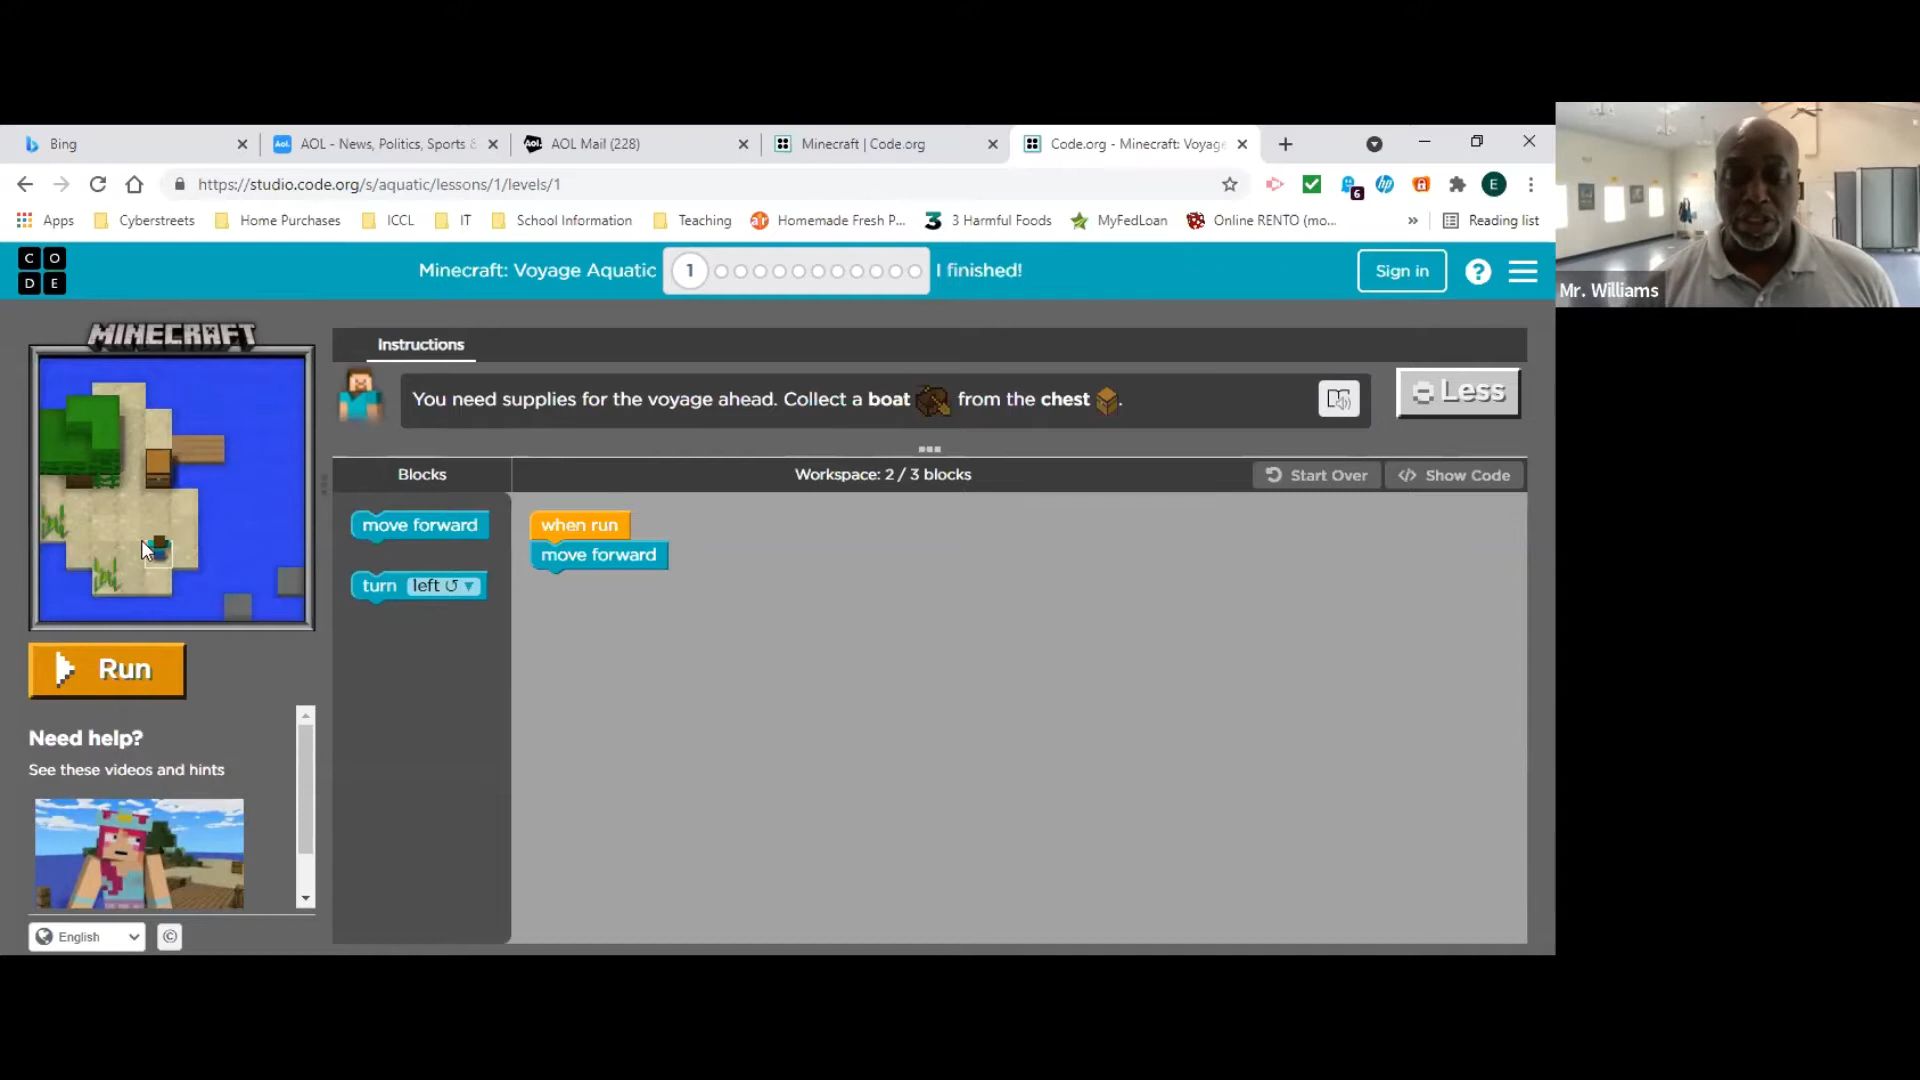 Bing
AOL - News, Politics, Sports &
AOL Mail (228)
Minecraft | Code.org
Code.org - Minecraft: Voyage
https://studio.code.org/s/aquatic/lessons/1/levels/1
6
E
Apps
Cyberstreets
Home Purchases
ICCL
IT
School Information
Teaching
Homemade Fresh P...
3 Harmful Foods
MyFedLoan
Online RENTO (mo...
»
Reading list
C O
D E
Minecraft: Voyage Aquatic
1
I finished!
Sign in
?
Mr. Williams
MINECRAFT
Instructions
You need supplies for the voyage ahead. Collect a boat from the chest .
Less
Blocks
Workspace: 2 / 3 blocks
Start Over
</> Show Code
move forward
turn left ↺ ▾
when run
move forward
Run
Need help?
See these videos and hints
English
©